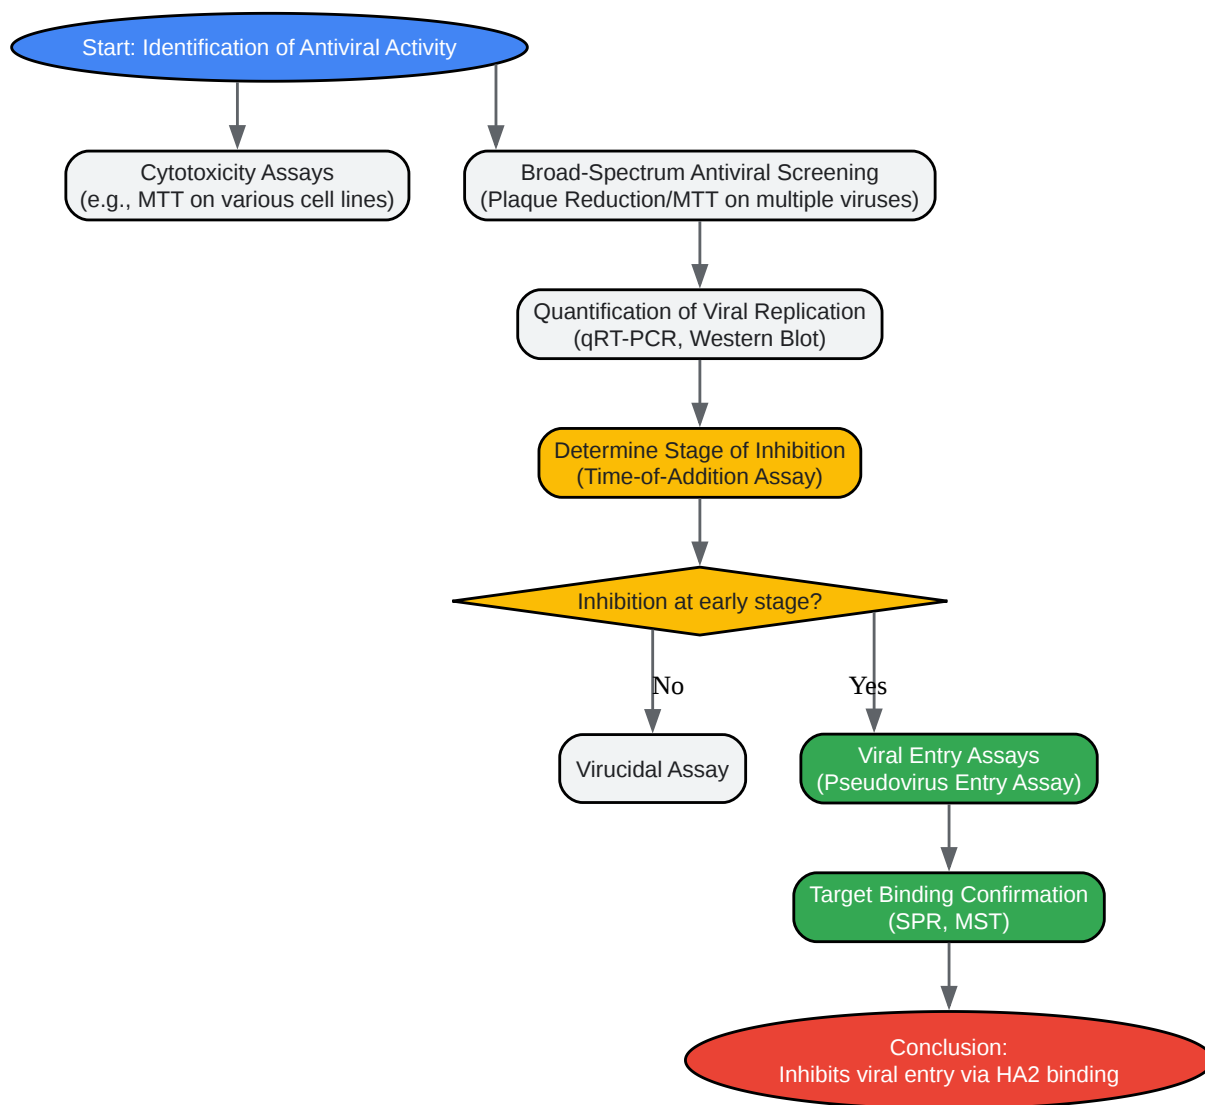 Start: Identification of Antiviral Activity
Cytotoxicity Assays
(e.g., MTT on various cell lines)
Broad-Spectrum Antiviral Screening
(Plaque Reduction/MTT on multiple viruses)
Quantification of Viral Replication
(qRT-PCR, Western Blot)
Determine Stage of Inhibition
(Time-of-Addition Assay)
Inhibition at early stage?
No
Yes
Virucidal Assay
Viral Entry Assays
(Pseudovirus Entry Assay)
Target Binding Confirmation
(SPR, MST)
Conclusion:
Inhibits viral entry via HA2 binding